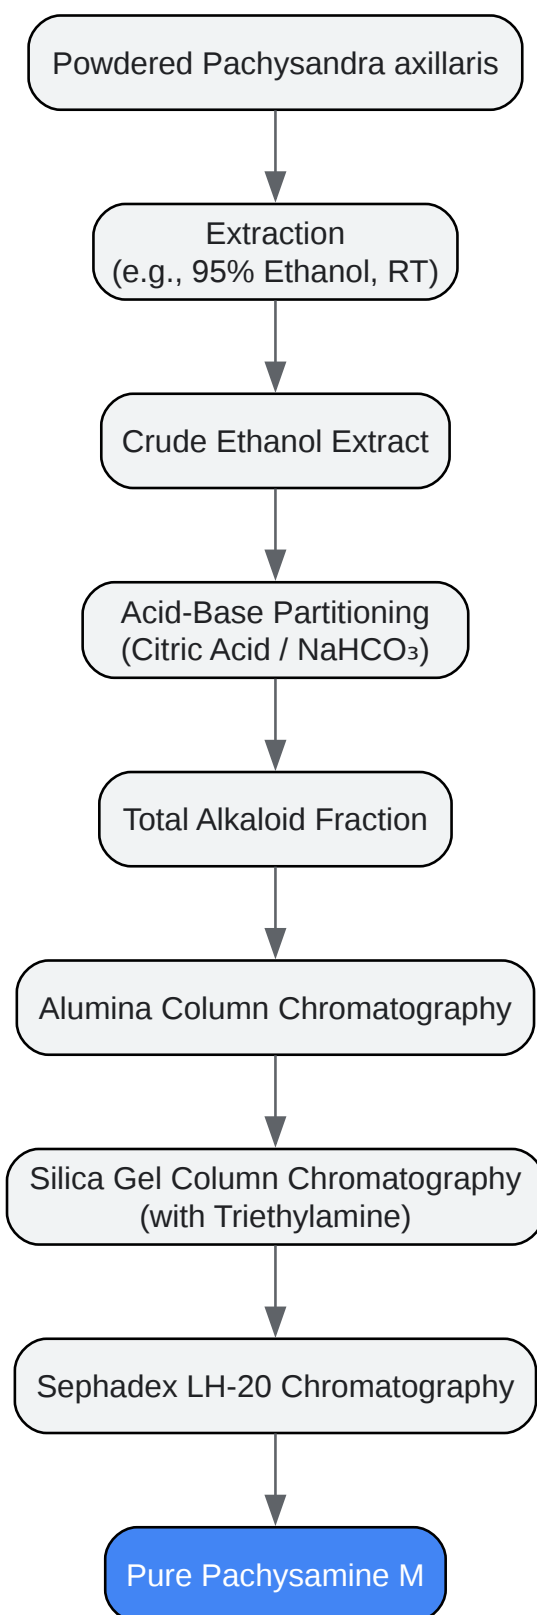 Powdered Pachysandra axillaris
Extraction
(e.g., 95% Ethanol, RT)
Crude Ethanol Extract
Acid-Base Partitioning
(Citric Acid / NaHCO₃)
Total Alkaloid Fraction
Alumina Column Chromatography
Silica Gel Column Chromatography
(with Triethylamine)
Sephadex LH-20 Chromatography
Pure Pachysamine M